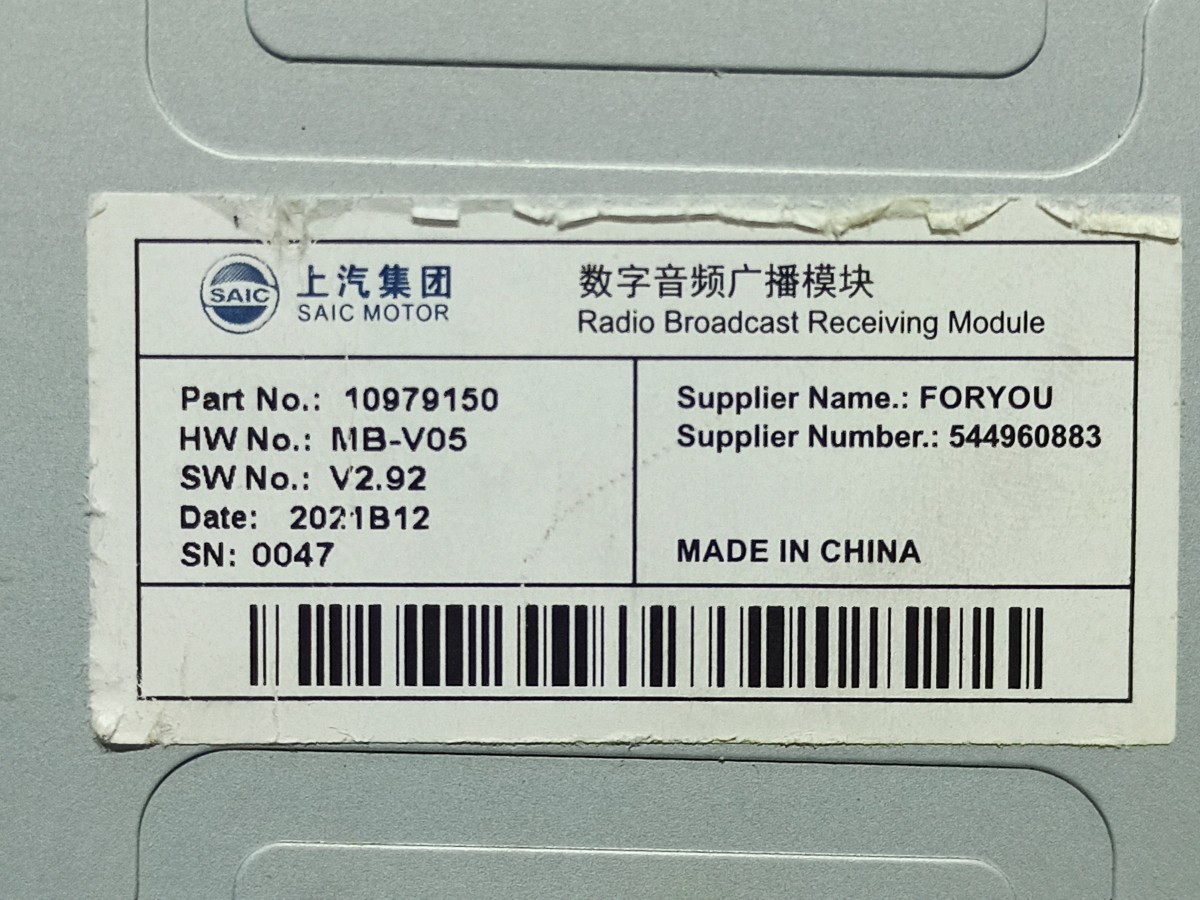 SAIC
上汽集团
SAIC MOTOR
数字音频广播模块
Radio Broadcast Receiving Module
Part No.: 10979150
HW No.: MB-V05
SW No.: V2.92
Date: 2021B12
SN: 0047
Supplier Name.: FORYOU
Supplier Number.: 544960883
MADE IN CHINA